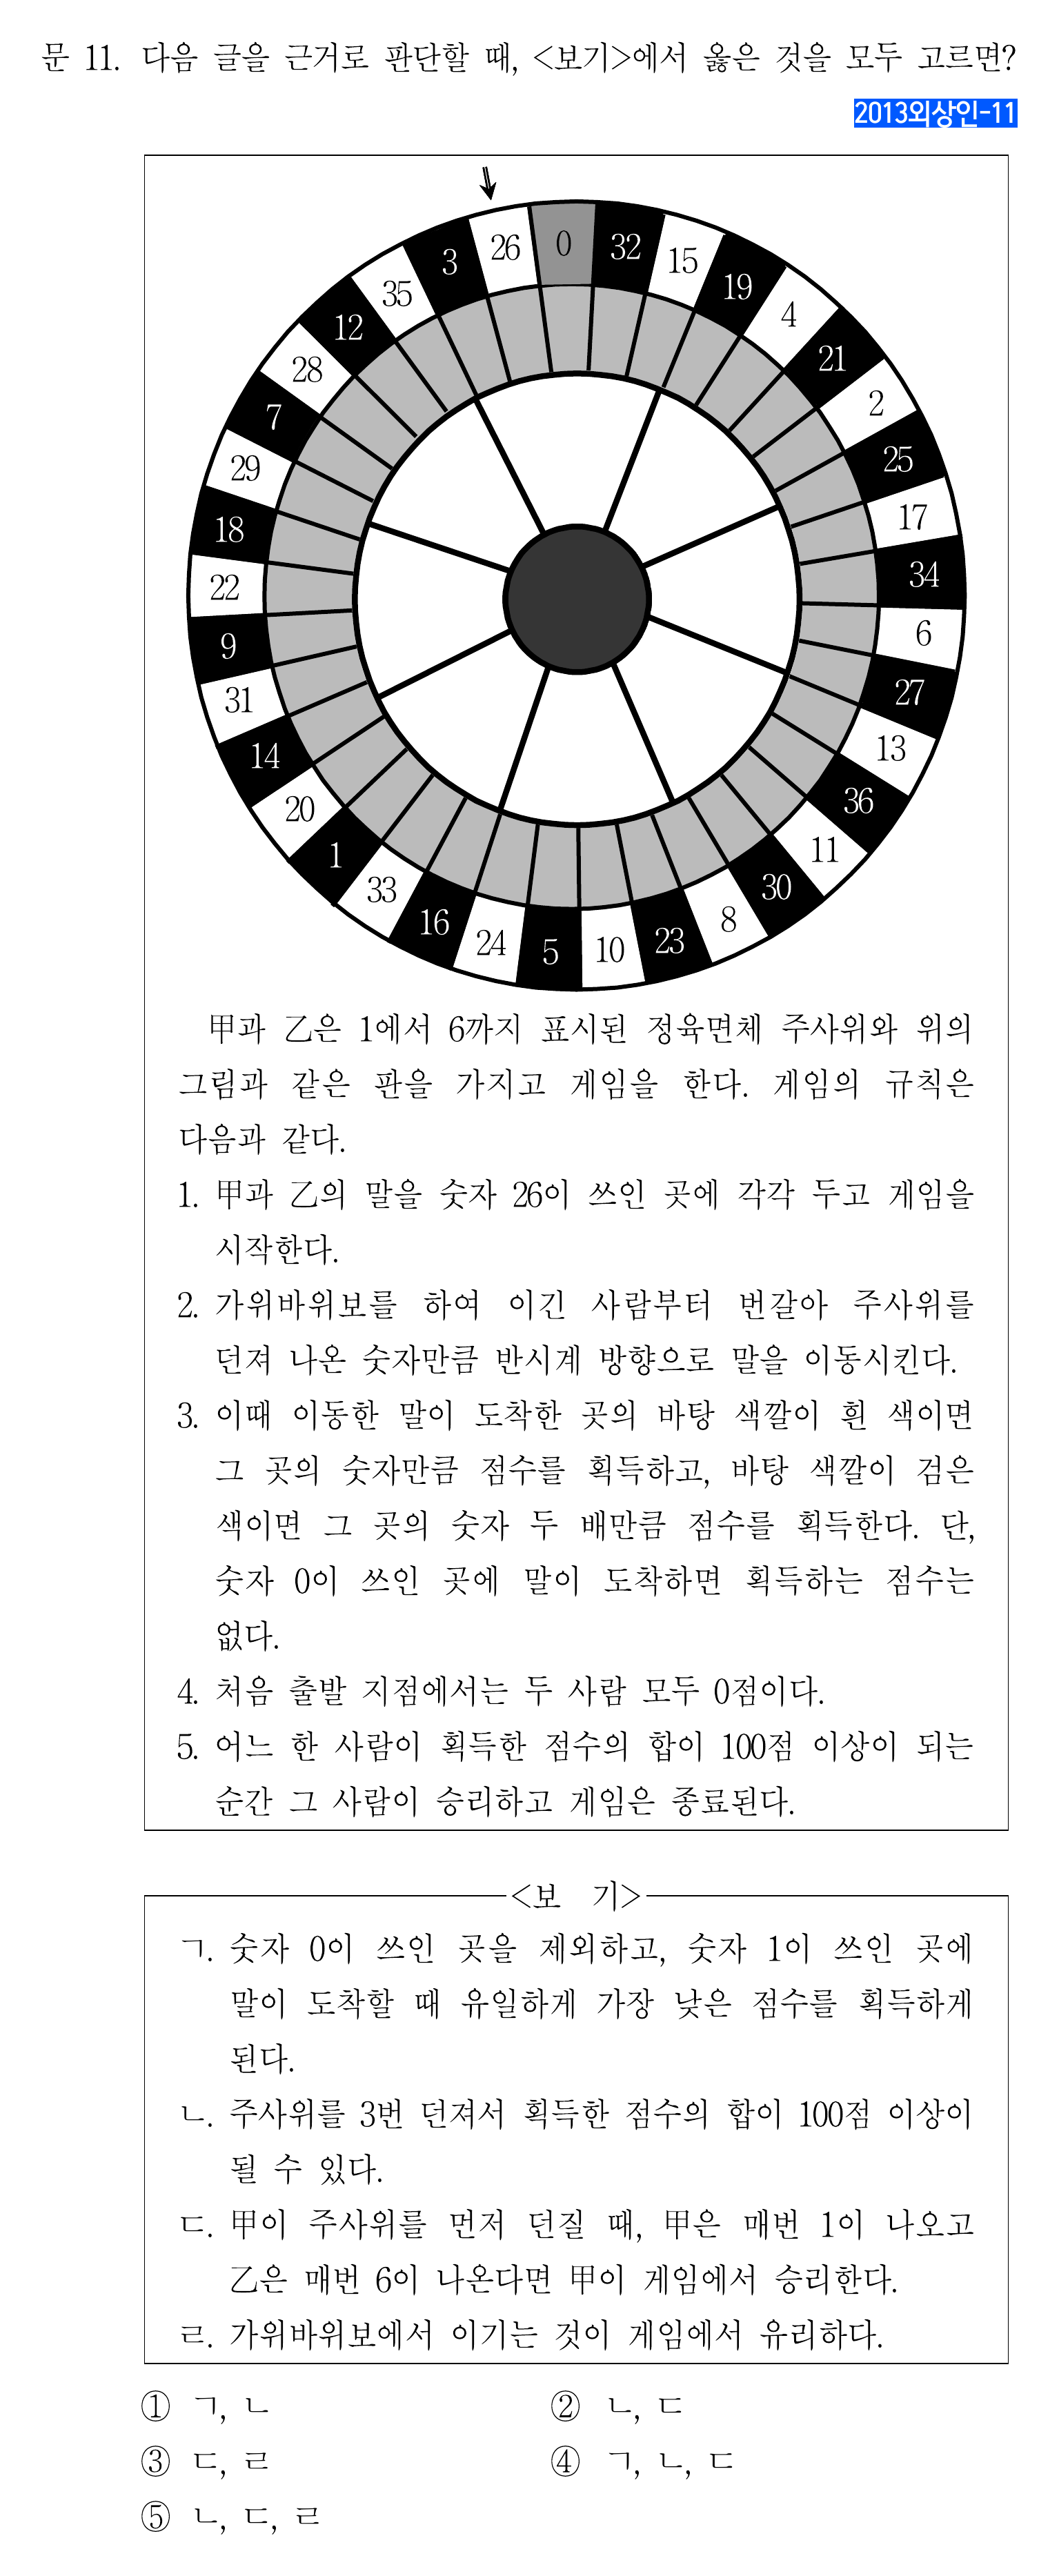 문 11. 다음 글을 근거로 판단할 때, <보기>에서 옳은 것을 모두 고르면?
2013외상인-11
0
32
15
19
4
21
2
25
17
34
6
27
13
36
11
30
8
23
10
5
24
16
33
1
20
14
31
9
22
18
29
7
28
12
35
3
26
甲과 乙은 1에서 6까지 표시된 정육면체 주사위와 위의
그림과 같은 판을 가지고 게임을 한다. 게임의 규칙은
다음과 같다.
1. 甲과 乙의 말을 숫자 26이 쓰인 곳에 각각 두고 게임을
시작한다.
2. 가위바위보를 하여 이긴 사람부터 번갈아 주사위를
던져 나온 숫자만큼 반시계 방향으로 말을 이동시킨다.
3. 이때 이동한 말이 도착한 곳의 바탕 색깔이 흰 색이면
그 곳의 숫자만큼 점수를 획득하고, 바탕 색깔이 검은
색이면 그 곳의 숫자 두 배만큼 점수를 획득한다. 단,
숫자 0이 쓰인 곳에 말이 도착하면 획득하는 점수는
없다.
4. 처음 출발 지점에서는 두 사람 모두 0점이다.
5. 어느 한 사람이 획득한 점수의 합이 100점 이상이 되는
순간 그 사람이 승리하고 게임은 종료된다.
<보 기>
ㄱ. 숫자 0이 쓰인 곳을 제외하고, 숫자 1이 쓰인 곳에
말이 도착할 때 유일하게 가장 낮은 점수를 획득하게
된다.
ㄴ. 주사위를 3번 던져서 획득한 점수의 합이 100점 이상이
될 수 있다.
ㄷ. 甲이 주사위를 먼저 던질 때, 甲은 매번 1이 나오고
乙은 매번 6이 나온다면 甲이 게임에서 승리한다.
ㄹ. 가위바위보에서 이기는 것이 게임에서 유리하다.
① ㄱ, ㄴ ② ㄴ, ㄷ
③ ㄷ, ㄹ ④ ㄱ, ㄴ, ㄷ
⑤ ㄴ, ㄷ, ㄹ